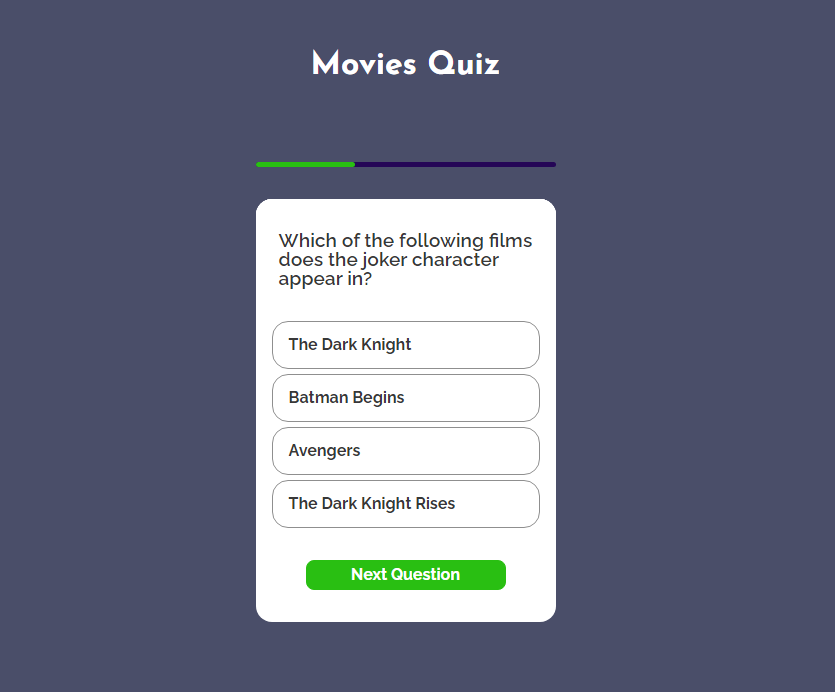 Movies Quiz
Which of the following films
does the joker character
appear in?
The Dark Knight
Batman Begins
Avengers
The Dark Knight Rises
Next Question